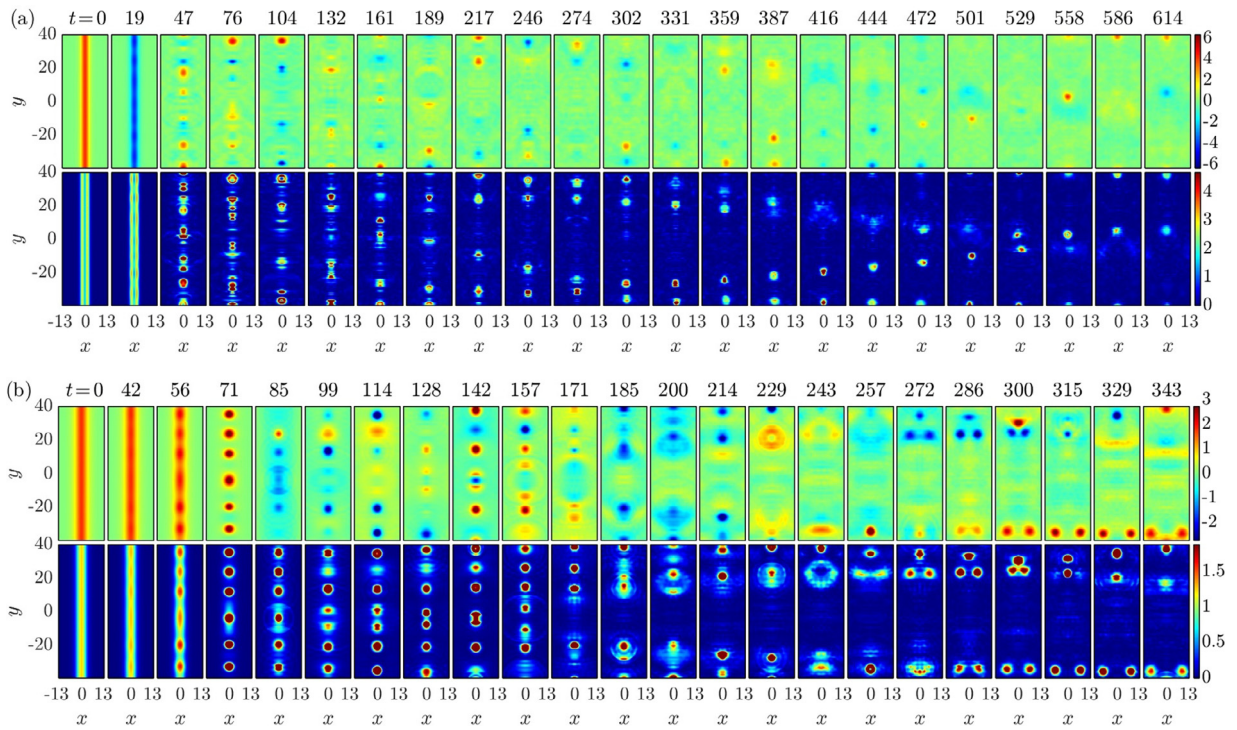 (a) t=0 19 47 76 104 132 161 189 217 246 274 302 331 359 387 416 444 472 501 529 558 586 614
40 20 0 -20
y
6 4 2 0 -2 -4 -6
40 20 0 -20
y
4 3 2 1 0
-13 0 13 0 13 0 13 0 13 0 13 0 13 0 13 0 13 0 13 0 13 0 13 0 13 0 13 0 13 0 13 0 13 0 13 0 13 0 13 0 13 0 13 0 13 0 13
x x x x x x x x x x x x x x x x x x x x x x x
(b) t=0 42 56 71 85 99 114 128 142 157 171 185 200 214 229 243 257 272 286 300 315 329 343
40 20 0 -20
y
3 2 1 0 -1 -2
40 20 0 -20
y
1.5 1 0.5 0
-13 0 13 0 13 0 13 0 13 0 13 0 13 0 13 0 13 0 13 0 13 0 13 0 13 0 13 0 13 0 13 0 13 0 13 0 13 0 13 0 13 0 13 0 13 0 13
x x x x x x x x x x x x x x x x x x x x x x x